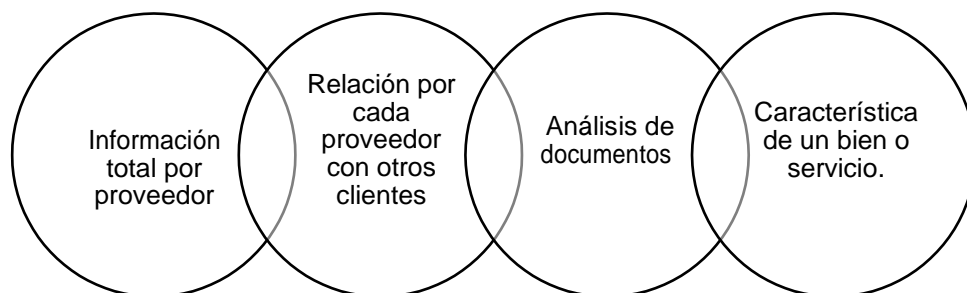 Información
total por
proveedor
Relación por
cada
proveedor
con otros
clientes
Análisis de
documentos
Característica
de un bien o
servicio.